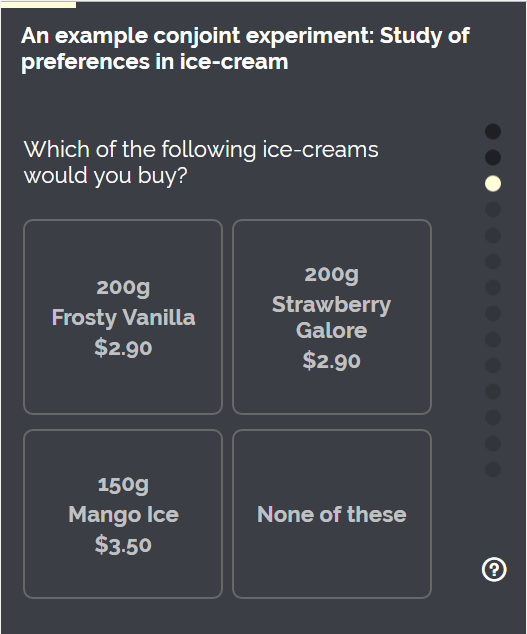 An example conjoint experiment: Study of
preferences in ice-cream
Which of the following ice-creams
would you buy?
200g
Frosty Vanilla
$2.90
200g
Strawberry
Galore
$2.90
150g
Mango Ice
$3.50
None of these
?